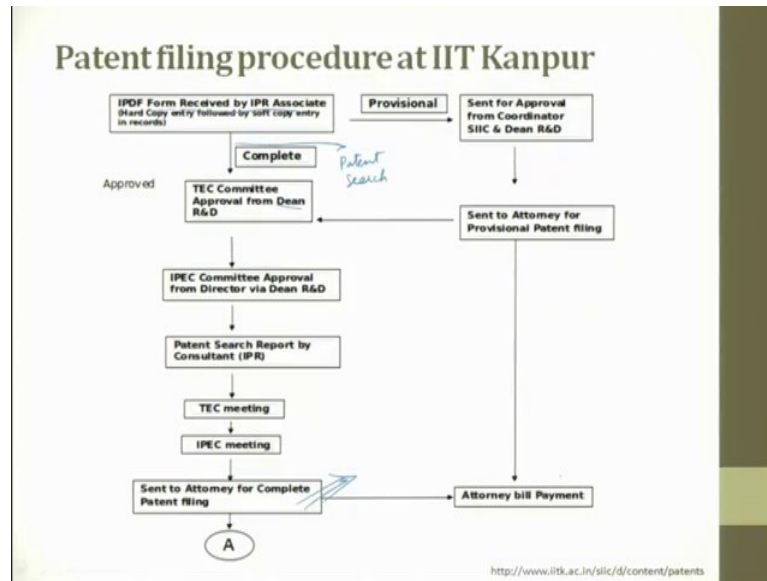 Patent filing procedure at IIT Kanpur
IPDF Form Received by IPR Associate
(Hard Copy entry followed by soft copy entry
in records)
Provisional
Sent for Approval
from Coordinator
SIIC & Dean R&D
Complete
Patent
Search
Approved
TEC Committee
Approval from Dean
R&D
Sent to Attorney for
Provisional Patent filing
IPEC Committee Approval
from Director via Dean R&D
Patent Search Report by
Consultant (IPR)
TEC meeting
IPEC meeting
Sent to Attorney for Complete
Patent filing
Attorney bill Payment
A
http://www.iitk.ac.in/siic/d/content/patents